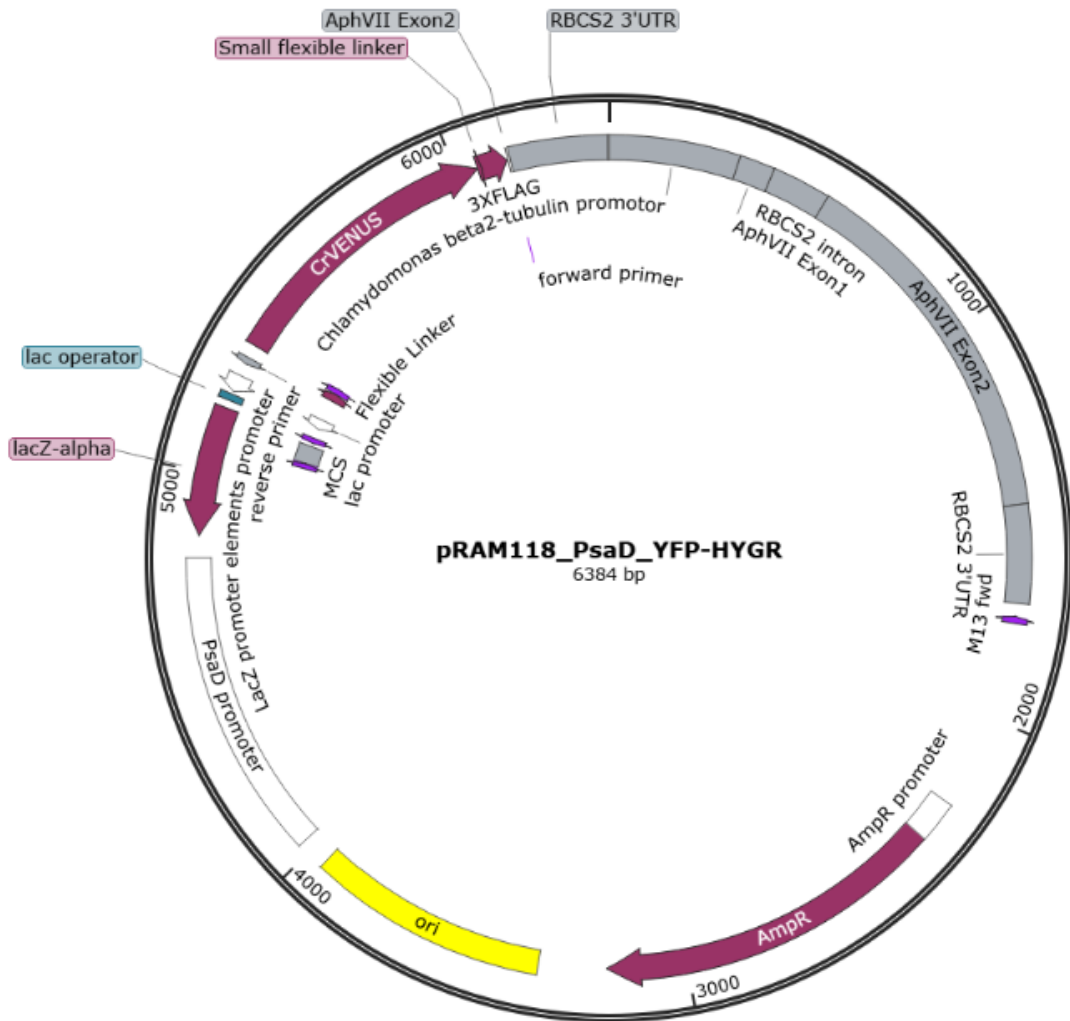 AphVII Exon2
RBCS2 3'UTR
Small flexible linker
6000
3XFLAG
Chlamydomonas beta2-tubulin promotor
forward primer
RBCS2 intron
AphVII Exon1
1000
AphVII Exon2
CrVENUS
lac operator
Flexible Linker
lac promoter
MCS
reverse primer
LacZ promoter elements promoter
lacZ-alpha
5000
pRAM118_PsaD_YFP-HYGR
6384 bp
RBCS2 3'UTR
M13 fwd
PsaD promoter
2000
AmpR promoter
4000
ori
AmpR
3000